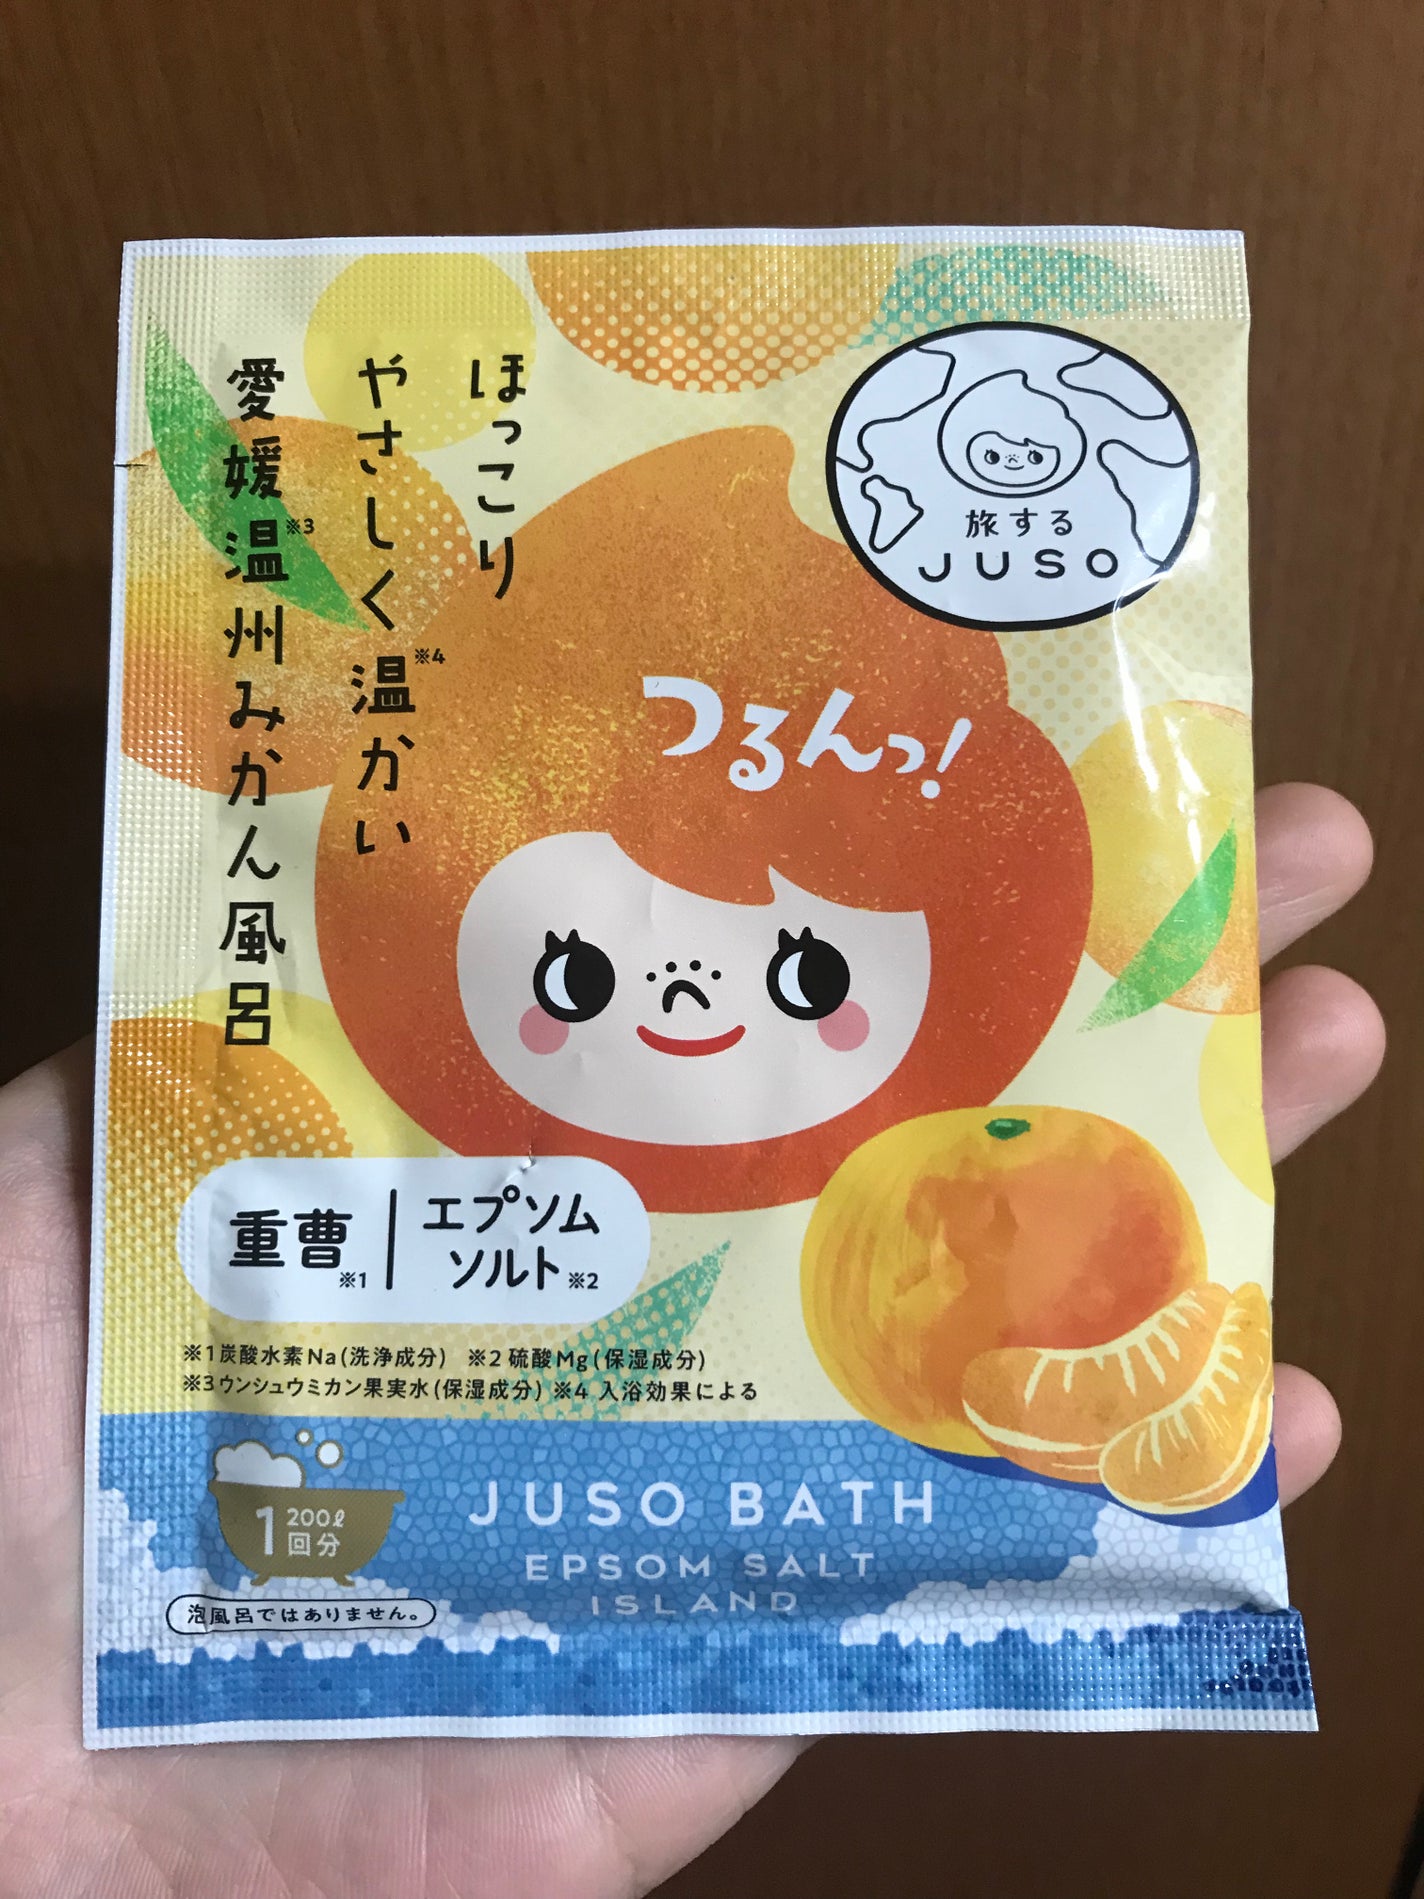 ほっこり
やさしく温かい※4
愛媛温州みかん風呂※3
旅する
JUSO
つるんっ!
重曹※1
エプソム
ソルト※2
※1炭酸水素Na(洗浄成分) ※2硫酸Mg(保湿成分)
※3ウンシュウミカン果実水(保湿成分) ※4 入浴効果による
1回分
200ℓ
泡風呂ではありません。
JUSO BATH
EPSOM SALT
ISLAND